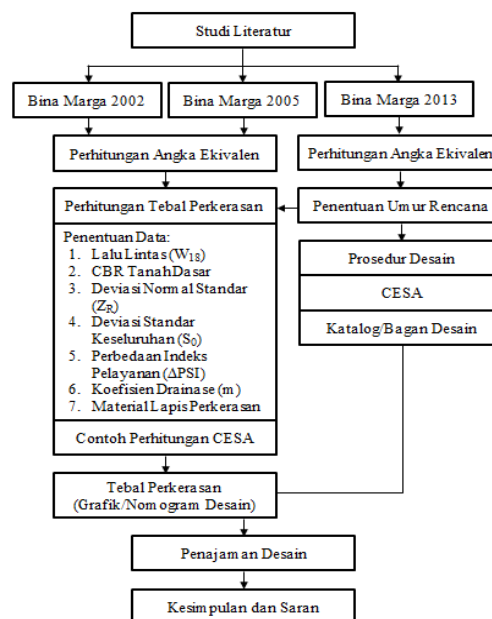 Studi Literatur
Bina Marga 2002
Bina Marga 2005
Bina Marga 2013
Perhitungan Angka Ekivalen
Perhitungan Angka Ekivalen
Perhitungan Tebal Perkerasan
Penentuan Umur Rencana
Penentuan Data:
1. Lalu Lintas (W18)
2. CBR Tanah Dasar
3. Deviasi Normal Standar
(ZR)
4. Deviasi Standar
Keseluruhan (S0)
5. Perbedaan Indeks
Pelayanan (ΔPSI)
6. Koefisien Drainase (m)
7. Material Lapis Perkerasan
Contoh Perhitungan CESA
Prosedur Desain
CESA
Katalog/Bagan Desain
Tebal Perkerasan
(Grafik/Nomogram Desain)
Penajaman Desain
Kesimpulan dan Saran